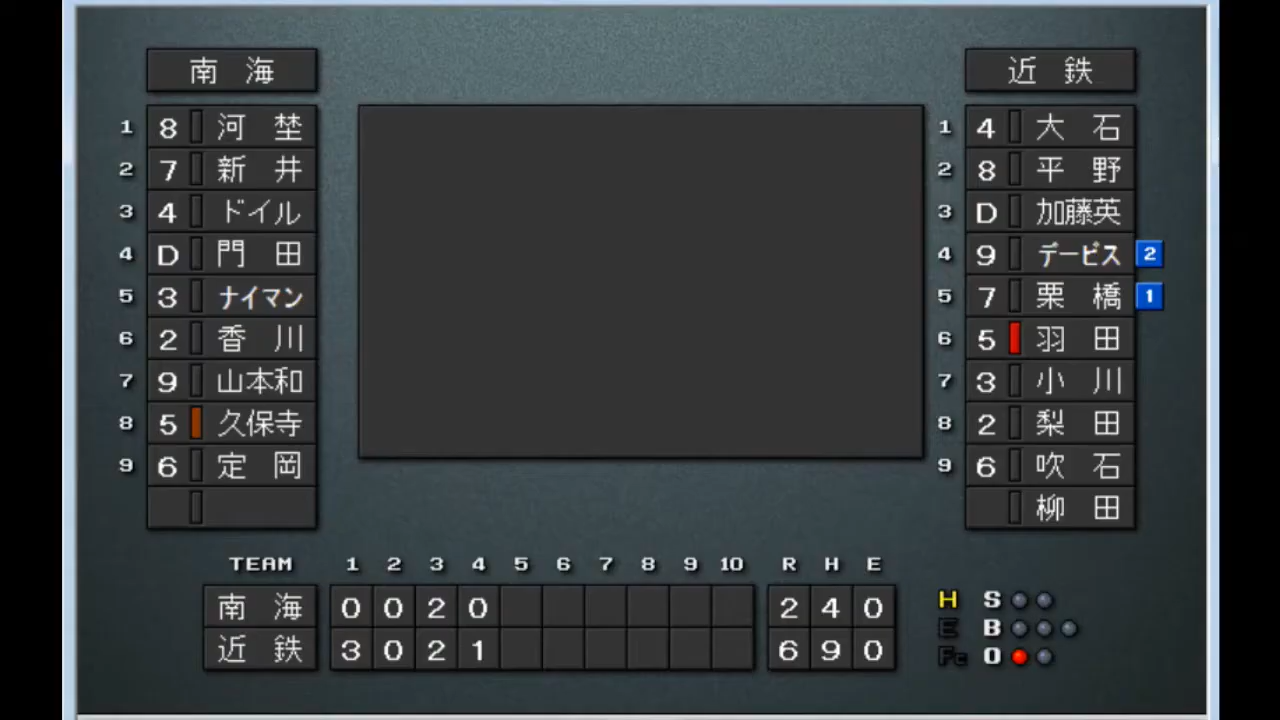 南海
近鉄
1 8 河埜
2 7 新井
3 4 ドイル
4 D 門田
5 3 ナイマン
6 2 香川
7 9 山本和
8 5 久保寺
9 6 定岡
1 4 大石
2 8 平野
3 D 加藤英
4 9 デービス 2
5 7 栗橋 1
6 5 羽田
7 3 小川
8 2 梨田
9 6 吹石
柳田
TEAM 1 2 3 4 5 6 7 8 9 10 R H E
南海 0 0 2 0 2 4 0
近鉄 3 0 2 1 6 9 0
H S
E B
Fc O